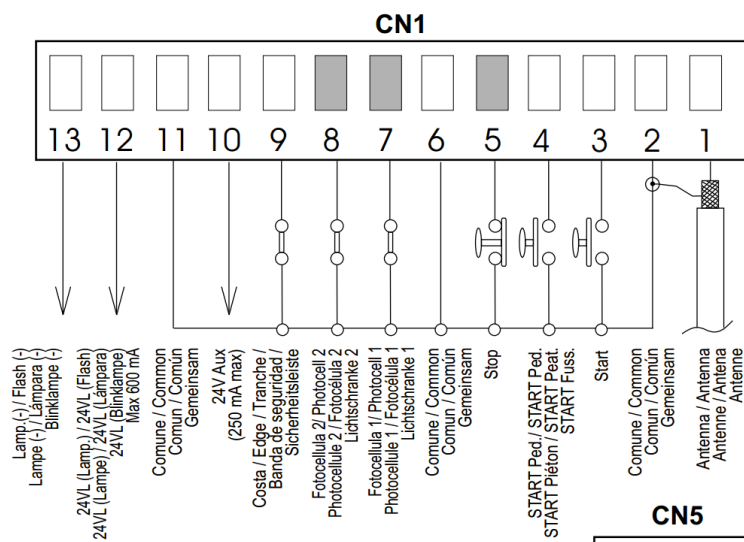 CN1
13 12 11 10 9 8 7 6 5 4 3 2 1
Lamp.(-) / Flash (-)
Lampe (-) / Lámpara (-)
Blinklampe (-)
24VL (Lamp.) / 24VL (Flash)
24VL (Lampe) / 24VL (Lámpara)
24VL (Blinklampe)
Max 600 mA
Comune / Common
Comun / Común
Gemeinsam
24V Aux
(250 mA max)
Costa / Edge / Tranche /
Banda de seguridad /
Sicherheitsleiste
Fotocellula 2/ Photocell 2
Photocellule 2 / Fotocélula 2
Lichtschranke 2
Fotocellula 1/ Photocell 1
Photocellule 1 / Fotocélula 1
Lichtschranke 1
Comune / Common
Comun / Común
Gemeinsam
Stop
START Ped./ START Ped.
START Piéton / START Peat.
START Fuss.
Start
Comune / Common
Comun / Común
Gemeinsam
Antenna / Antenna
Antenne / Antena
Antenne
CN5